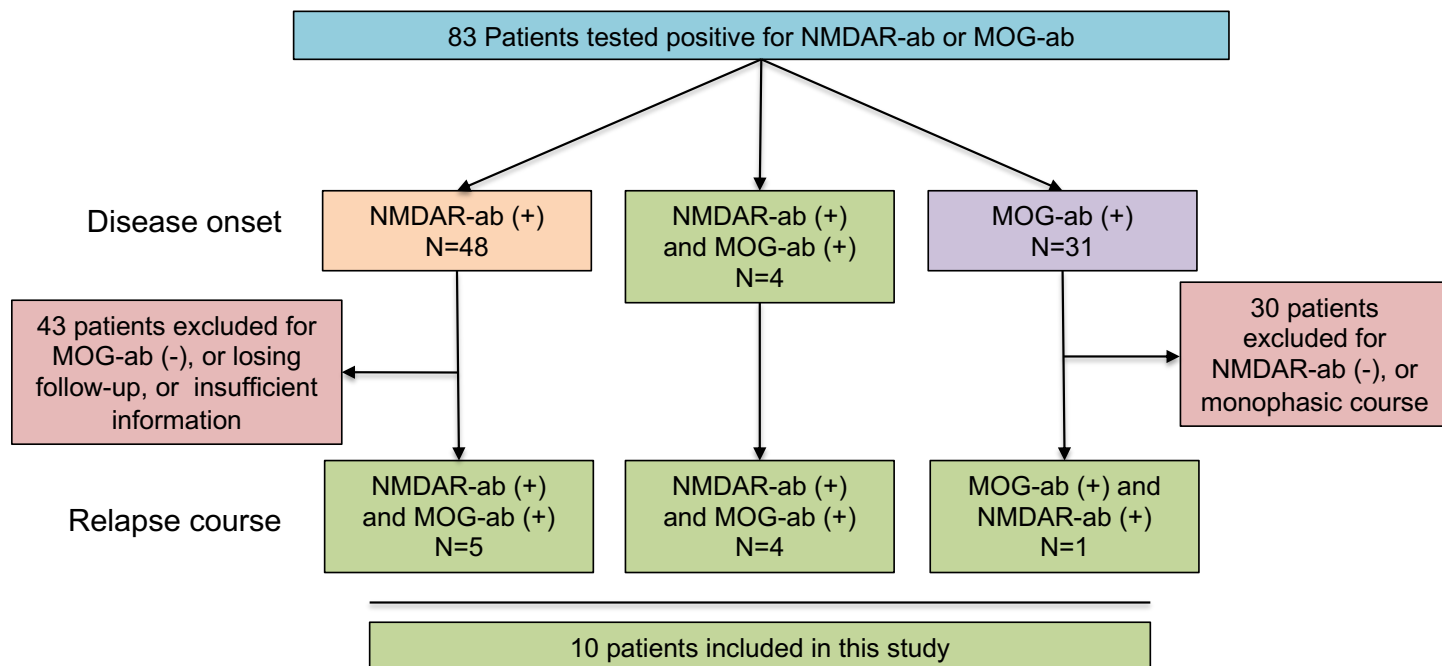 83 Patients tested positive for NMDAR-ab or MOG-ab
Disease onset
NMDAR-ab (+)
N=48
NMDAR-ab (+)
and MOG-ab (+)
N=4
MOG-ab (+)
N=31
43 patients excluded for
MOG-ab (-), or losing
follow-up, or insufficient
information
30 patients
excluded for
NMDAR-ab (-), or
monophasic course
Relapse course
NMDAR-ab (+)
and MOG-ab (+)
N=5
NMDAR-ab (+)
and MOG-ab (+)
N=4
MOG-ab (+) and
NMDAR-ab (+)
N=1
10 patients included in this study